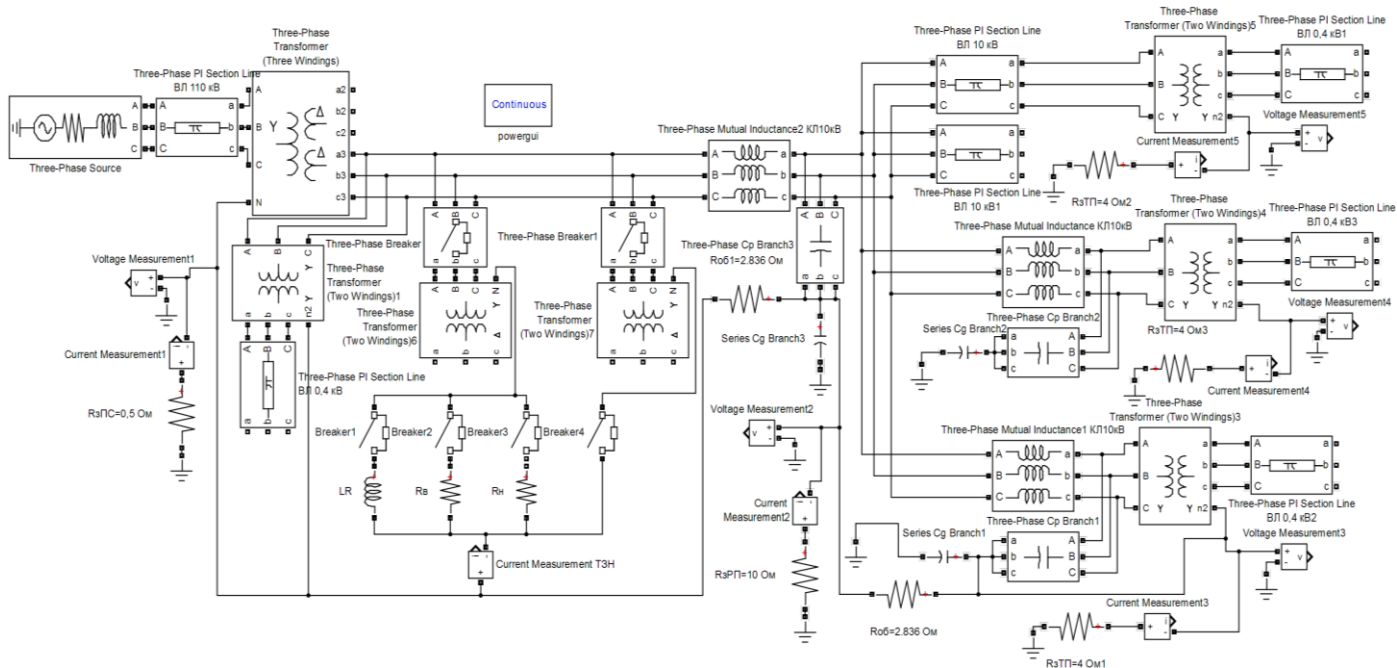 Three-Phase
Transformer
(Three Windings)
Three-Phase PI Section Line
ВЛ 110 кВ
A
B
C
A
B
C
a
b
c
A
B
C
N
Y
Δ
Δ
a2
b2
c2
a3
b3
c3
Three-Phase Source
Continuous
powergui
Three-Phase Mutual Inductance2 КЛ10кВ
A
B
C
a
b
c
Three-Phase PI Section Line
ВЛ 10 кВ
A
B
C
a
b
c
A
B
C
a
b
c
Three-Phase PI Section Line
ВЛ 10 кВ1
Three-Phase
Transformer (Two Windings)5
A
B
C
Y
Y
a
b
c
n2
Three-Phase PI Section Line
ВЛ 0,4 кВ1
A
B
C
a
b
c
Voltage Measurement5
+
-
v
Current Measurement5
+
-
i
RзТП=4 Ом2
Three-Phase Breaker
A
B
C
a
b
c
Three-Phase Breaker1
A
B
C
a
b
c
Three-Phase Cp Branch3
Rоб1=2.836 Ом
A
B
C
a
b
c
Voltage Measurement1
v
+
-
A
B
C
Y
Y
a
b
c
n2
Three-Phase
Transformer
(Two Windings)1
Current Measurement1
i
-
+
RзПС=0,5 Ом
A
B
C
a
b
c
Three-Phase PI Section Line
ВЛ 0,4 кВ
Three-Phase
Transformer
(Two Windings)6
A
B
C
N
Y
a
b
c
Δ
Three-Phase
Transformer
(Two Windings)7
A
B
C
N
Y
a
b
c
Δ
Series Cg Branch3
Three-Phase Mutual Inductance КЛ10кВ
A
B
C
a
b
c
Three-Phase
Transformer (Two Windings)4
A
B
C
Y
Y
a
b
c
n2
Three-Phase PI Section Line
ВЛ 0,4 кВ3
A
B
C
a
b
c
Voltage Measurement4
+
-
v
Series Cg Branch2
Three-Phase Cp Branch2
a
b
c
A
B
C
RзТП=4 Ом3
+
-
i
Current Measurement4
Breaker1
Breaker2
Breaker3
Breaker4
LR
Rв
Rн
i
-
+
Current Measurement ТЗН
Voltage Measurement2
v
+
-
Current
Measurement2
i
-
+
RзРП=10 Ом
Three-Phase Mutual Inductance1 КЛ10кВ
A
B
C
a
b
c
Three-Phase
Transformer (Two Windings)3
A
B
C
Y
Y
a
b
c
n2
A
B
C
a
b
c
Three-Phase PI Section Line
ВЛ 0,4 кВ2
Voltage Measurement3
+
-
v
Series Cg Branch1
Three-Phase Cp Branch1
a
b
c
A
B
C
Rоб=2.836 Ом
Current Measurement3
+
-
i
RзТП=4 Ом1